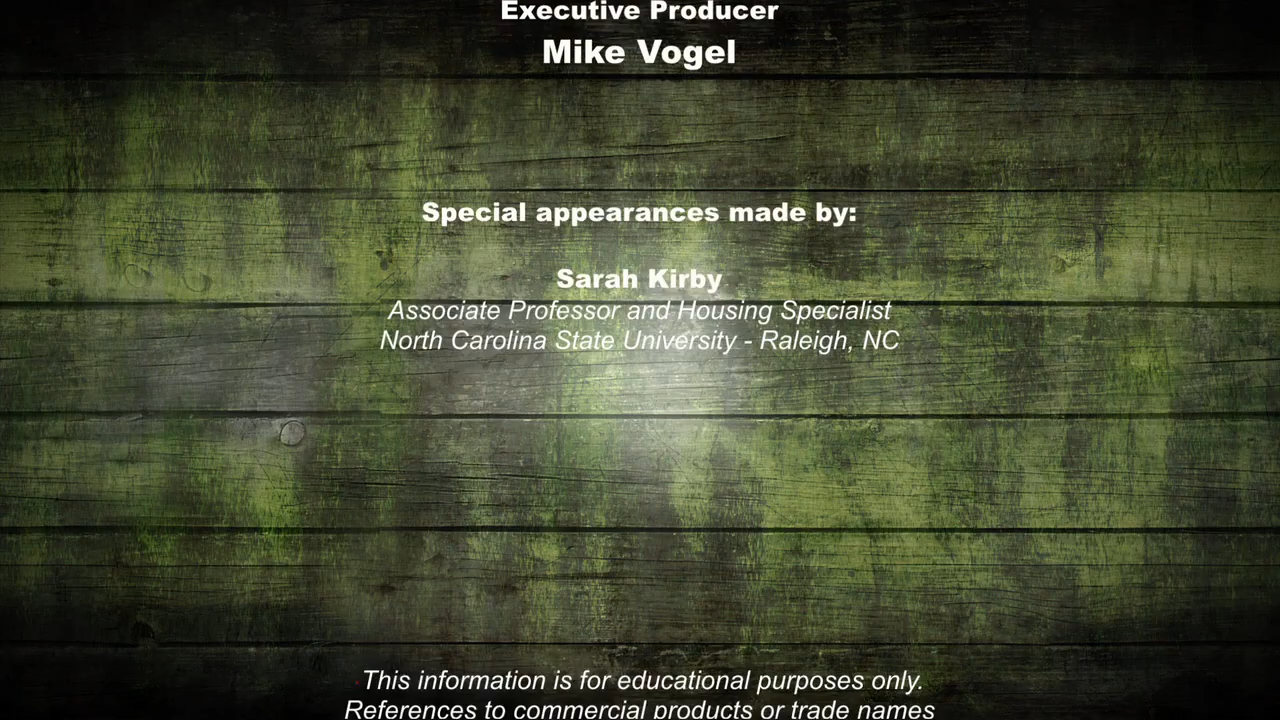 Executive Producer
Mike Vogel
Special appearances made by:
Sarah Kirby
Associate Professor and Housing Specialist
North Carolina State University - Raleigh, NC
This information is for educational purposes only.
References to commercial products or trade names